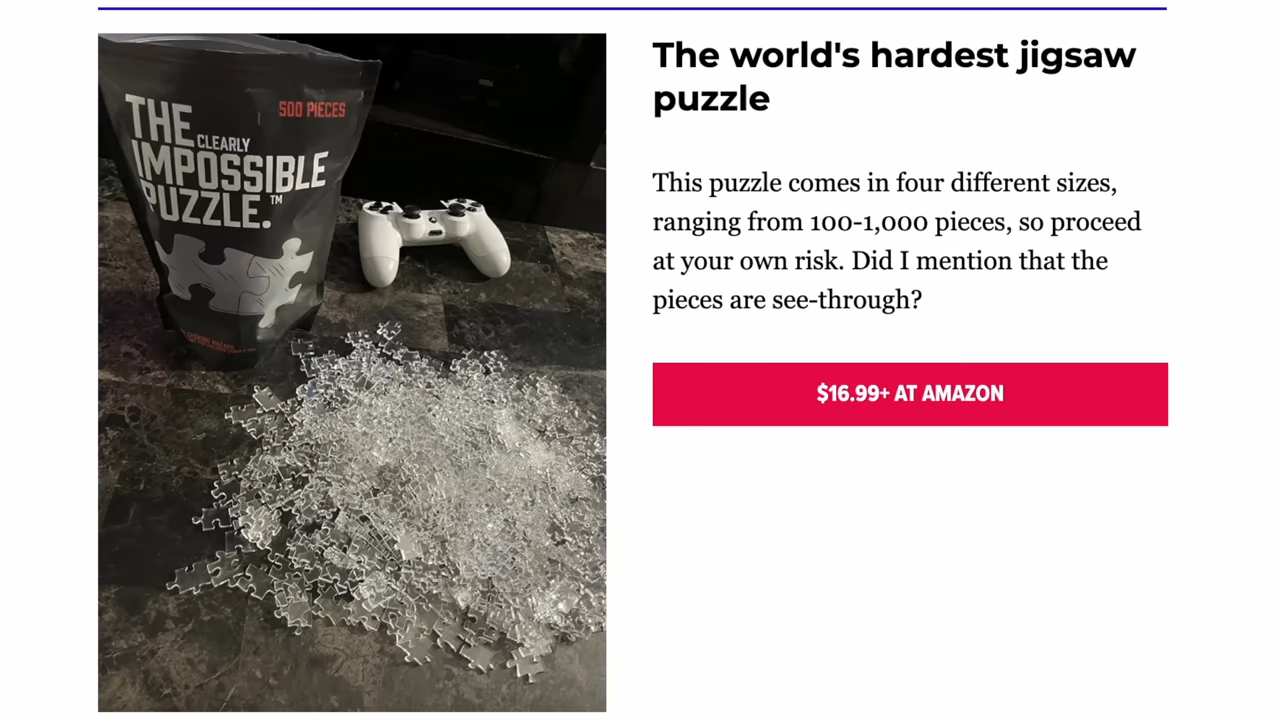 The world's hardest jigsaw
puzzle
This puzzle comes in four different sizes,
ranging from 100-1,000 pieces, so proceed
at your own risk. Did I mention that the
pieces are see-through?
$16.99+ AT AMAZON
500 PIECES
THE
CLEARLY
IMPOSSIBLE
PUZZLE.™